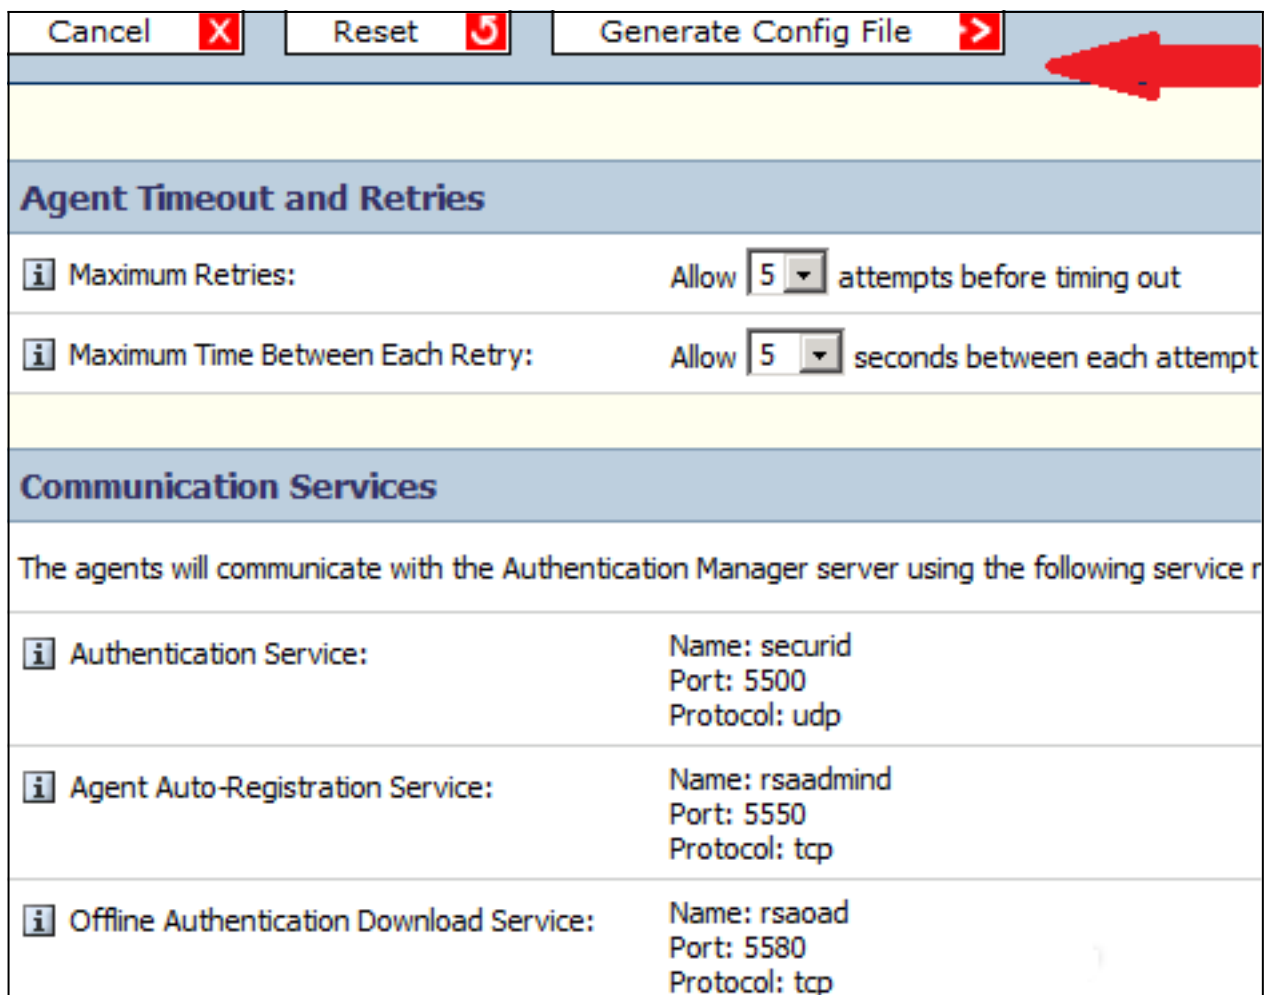 Cancel X Reset Generate Config File >>
Agent Timeout and Retries
i Maximum Retries: Allow 5 attempts before timing out
i Maximum Time Between Each Retry: Allow 5 seconds between each attempt
Communication Services
The agents will communicate with the Authentication Manager server using the following service
i Authentication Service: Name: securid
Port: 5500
Protocol: udp
i Agent Auto-Registration Service: Name: rsaadmind
Port: 5550
Protocol: tcp
i Offline Authentication Download Service: Name: rsaoad
Port: 5580
Protocol: tcp